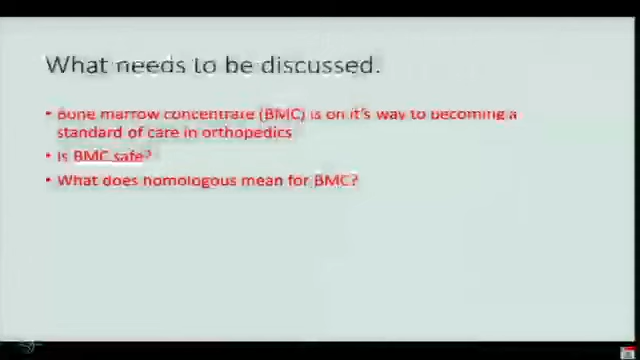 What needs to be discussed.
• Bone marrow concentrate (BMC) is on it's way to becoming a
standard of care in orthopedics
• Is BMC safe?
• What does homologous mean for BMC?